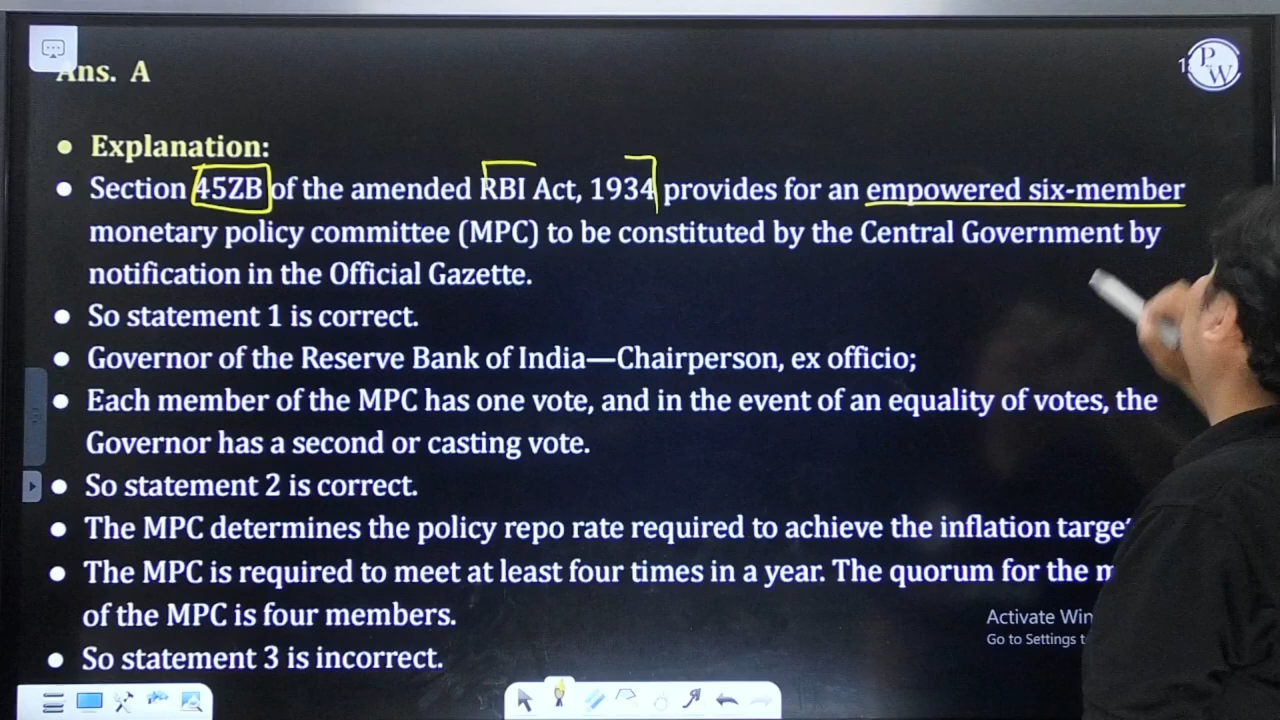 Ans. A
PW
Explanation:
Section 45ZB of the amended RBI Act, 1934 provides for an empowered six-member
monetary policy committee (MPC) to be constituted by the Central Government by
notification in the Official Gazette.
So statement 1 is correct.
Governor of the Reserve Bank of India—Chairperson, ex officio;
Each member of the MPC has one vote, and in the event of an equality of votes, the
Governor has a second or casting vote.
So statement 2 is correct.
The MPC determines the policy repo rate required to achieve the inflation
The MPC is required to meet at least four times in a year. The quorum for the
of the MPC is four members.
Activate
Go to Settings
So statement 3 is incorrect.